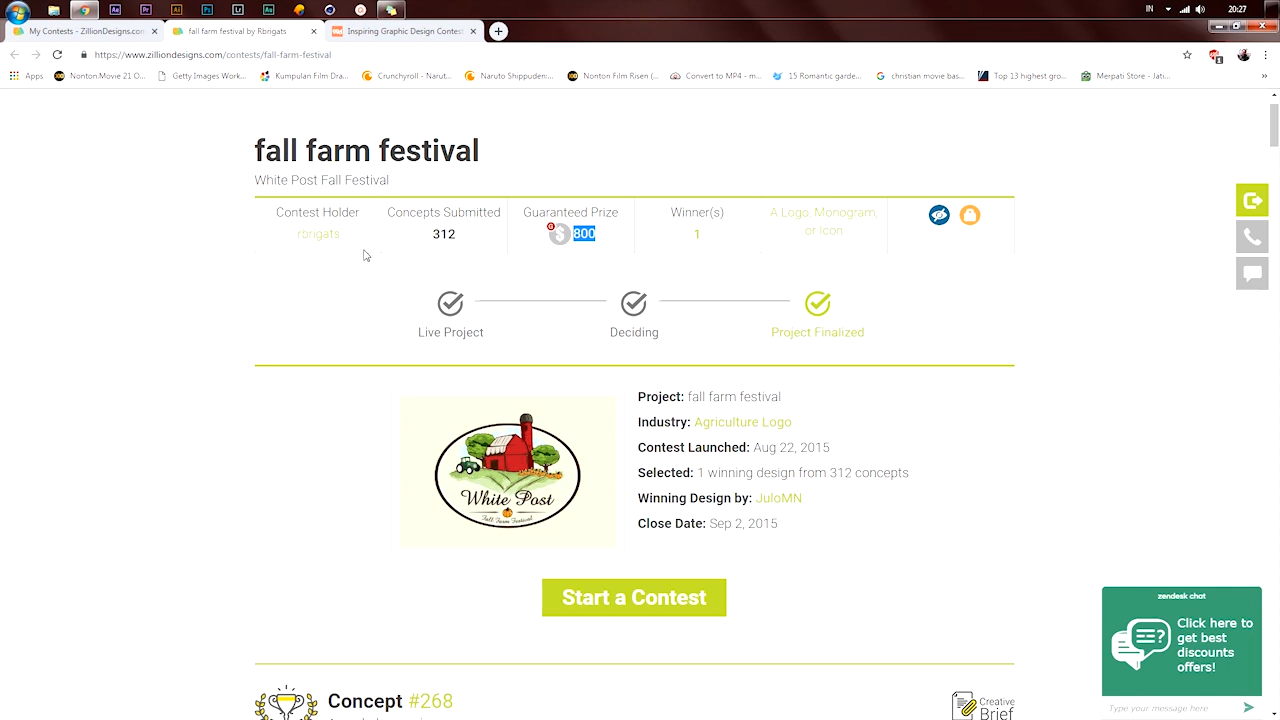 Ae Br Pr Ai Ps Lr Au
IN 20:27
My Contests - ZillionDesigns.com
fall farm festival by Rbrigats
Inspiring Graphic Design Contest
https://www.zilliondesigns.com/contests/fall-farm-festival
Apps
Nonton Movie 21 O...
Getty Images Work...
Kumpulan Film Dra...
Crunchyroll - Narut...
Naruto Shippuden:...
Nonton Film Risen (...
Convert to MP4 - m...
15 Romantic garde...
christian movie bas...
Top 13 highest gro...
Merpati Store - Jati...
fall farm festival
White Post Fall Festival
Contest Holder
rbrigats
Concepts Submitted
312
Guaranteed Prize
G $ 800
Winner(s)
1
A Logo, Monogram,
or Icon
Live Project
Deciding
Project Finalized
White Post
Fall Farm Festival
Project: fall farm festival
Industry: Agriculture Logo
Contest Launched: Aug 22, 2015
Selected: 1 winning design from 312 concepts
Winning Design by: JuloMN
Close Date: Sep 2, 2015
Start a Contest
zendesk chat
Click here to
get best
discounts
offers!
Type your message here
Concept #268
Creative
Brief